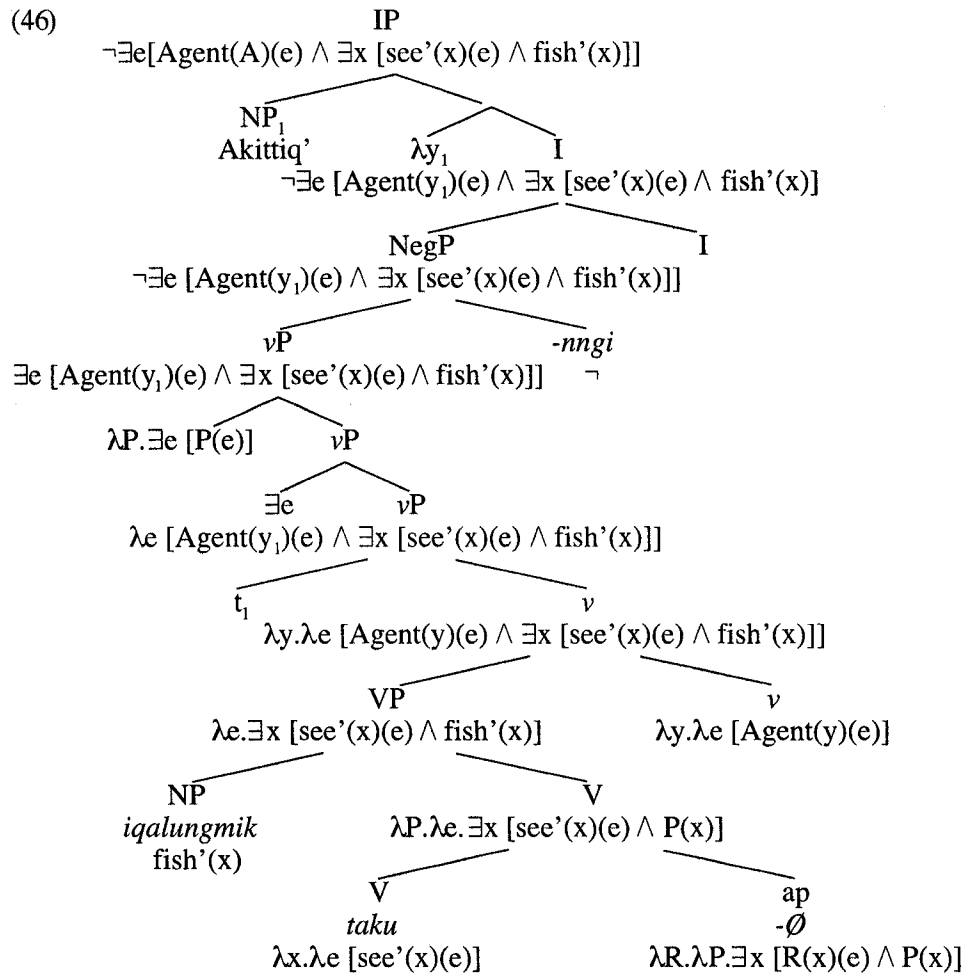 (46) IP
¬∃e[Agent(A)(e) ∧ ∃x [see’(x)(e) ∧ fish’(x)]]
NP₁
Akittiq’ λy₁ I
¬∃e [Agent(y₁)(e) ∧ ∃x [see’(x)(e) ∧ fish’(x)]
NegP I
¬∃e [Agent(y₁)(e) ∧ ∃x [see’(x)(e) ∧ fish’(x)]]
vP -nngi
∃e [Agent(y₁)(e) ∧ ∃x [see’(x)(e) ∧ fish’(x)]] ¬
λP.∃e [P(e)] vP
∃e vP
λe [Agent(y₁)(e) ∧ ∃x [see’(x)(e) ∧ fish’(x)]]
t₁ v
λy.λe [Agent(y)(e) ∧ ∃x [see’(x)(e) ∧ fish’(x)]]
VP v
λe.∃x [see’(x)(e) ∧ fish’(x)] λy.λe [Agent(y)(e)]
NP V
iqalungmik λP.λe.∃x [see’(x)(e) ∧ P(x)]
fish’(x)
V ap
taku -Ø
λx.λe [see’(x)(e)] λR.λP.∃x [R(x)(e) ∧ P(x)]